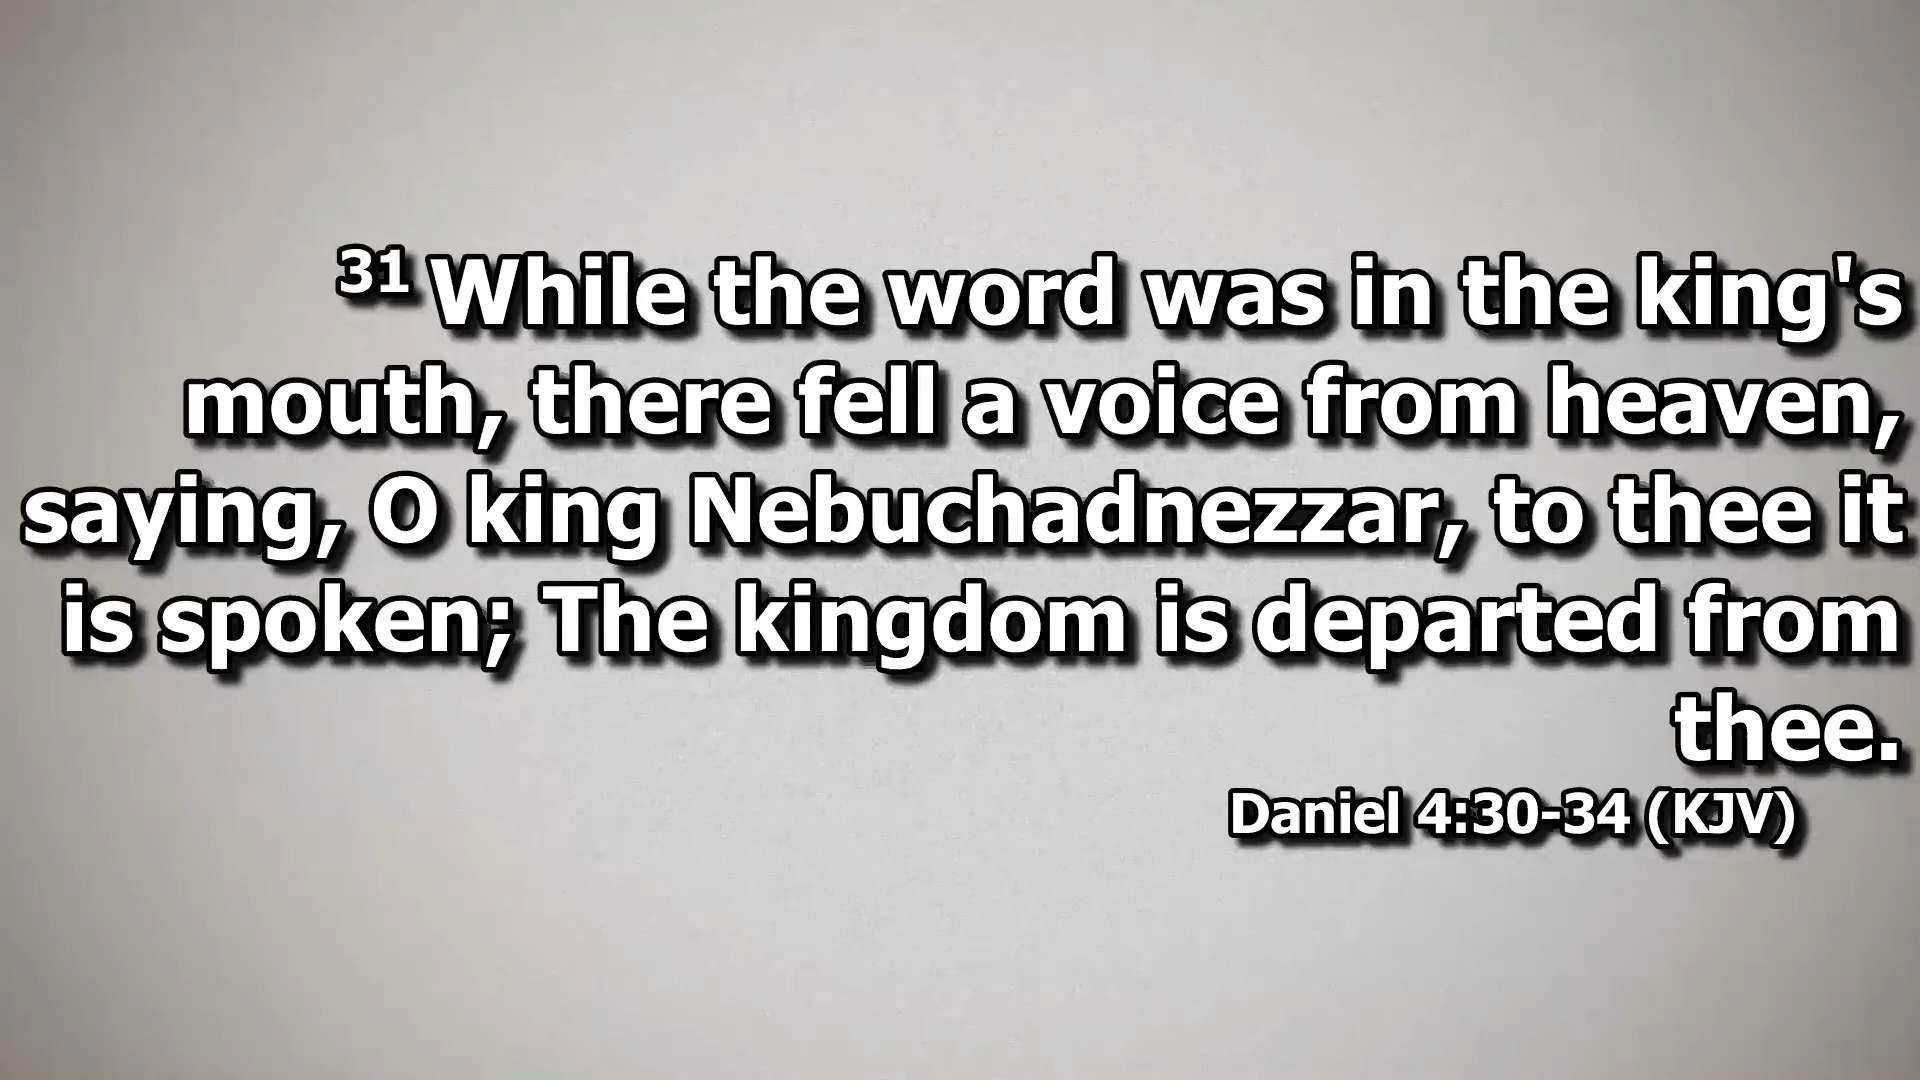 31 While the word was in the king's
mouth, there fell a voice from heaven,
saying, O king Nebuchadnezzar, to thee it
is spoken; The kingdom is departed from
thee.
Daniel 4:30-34 (KJV)